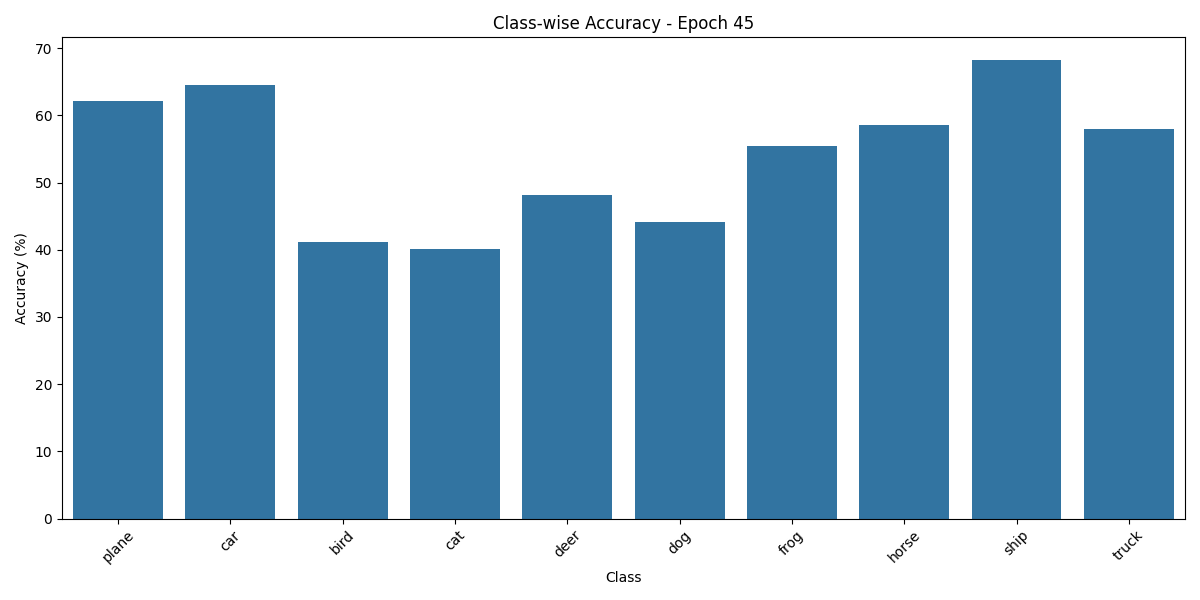 Class-wise Accuracy - Epoch 45
70
60
50
40
30
20
10
0
Accuracy (%)
plane
car
bird
cat
deer
dog
frog
horse
ship
truck
Class